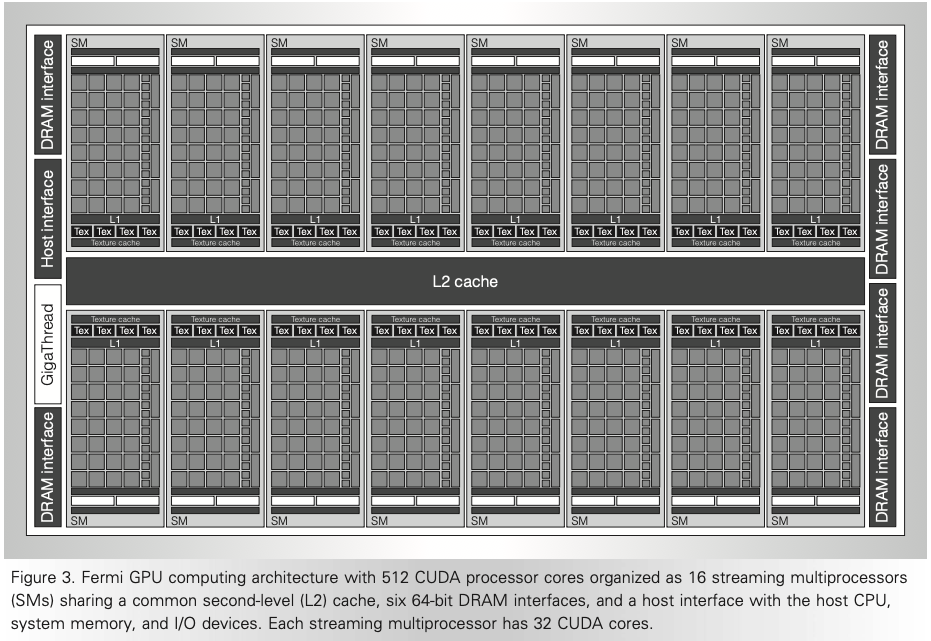 SM SM SM SM SM SM SM SM
DRAM interface
Host interface
GigaThread
DRAM interface
L1 L1 L1 L1 L1 L1 L1 L1
Tex Tex Tex Tex Tex Tex Tex Tex Tex Tex Tex Tex Tex Tex Tex Tex Tex Tex Tex Tex Tex Tex Tex Tex Tex Tex Tex Tex Tex Tex Tex Tex
Texture cache Texture cache Texture cache Texture cache Texture cache Texture cache Texture cache Texture cache
L2 cache
Texture cache Texture cache Texture cache Texture cache Texture cache Texture cache Texture cache Texture cache
Tex Tex Tex Tex Tex Tex Tex Tex Tex Tex Tex Tex Tex Tex Tex Tex Tex Tex Tex Tex Tex Tex Tex Tex Tex Tex Tex Tex Tex Tex Tex Tex
L1 L1 L1 L1 L1 L1 L1 L1
SM SM SM SM SM SM SM SM
DRAM interface
DRAM interface
DRAM interface
DRAM interface
Figure 3. Fermi GPU computing architecture with 512 CUDA processor cores organized as 16 streaming multiprocessors
(SMs) sharing a common second-level (L2) cache, six 64-bit DRAM interfaces, and a host interface with the host CPU,
system memory, and I/O devices. Each streaming multiprocessor has 32 CUDA cores.